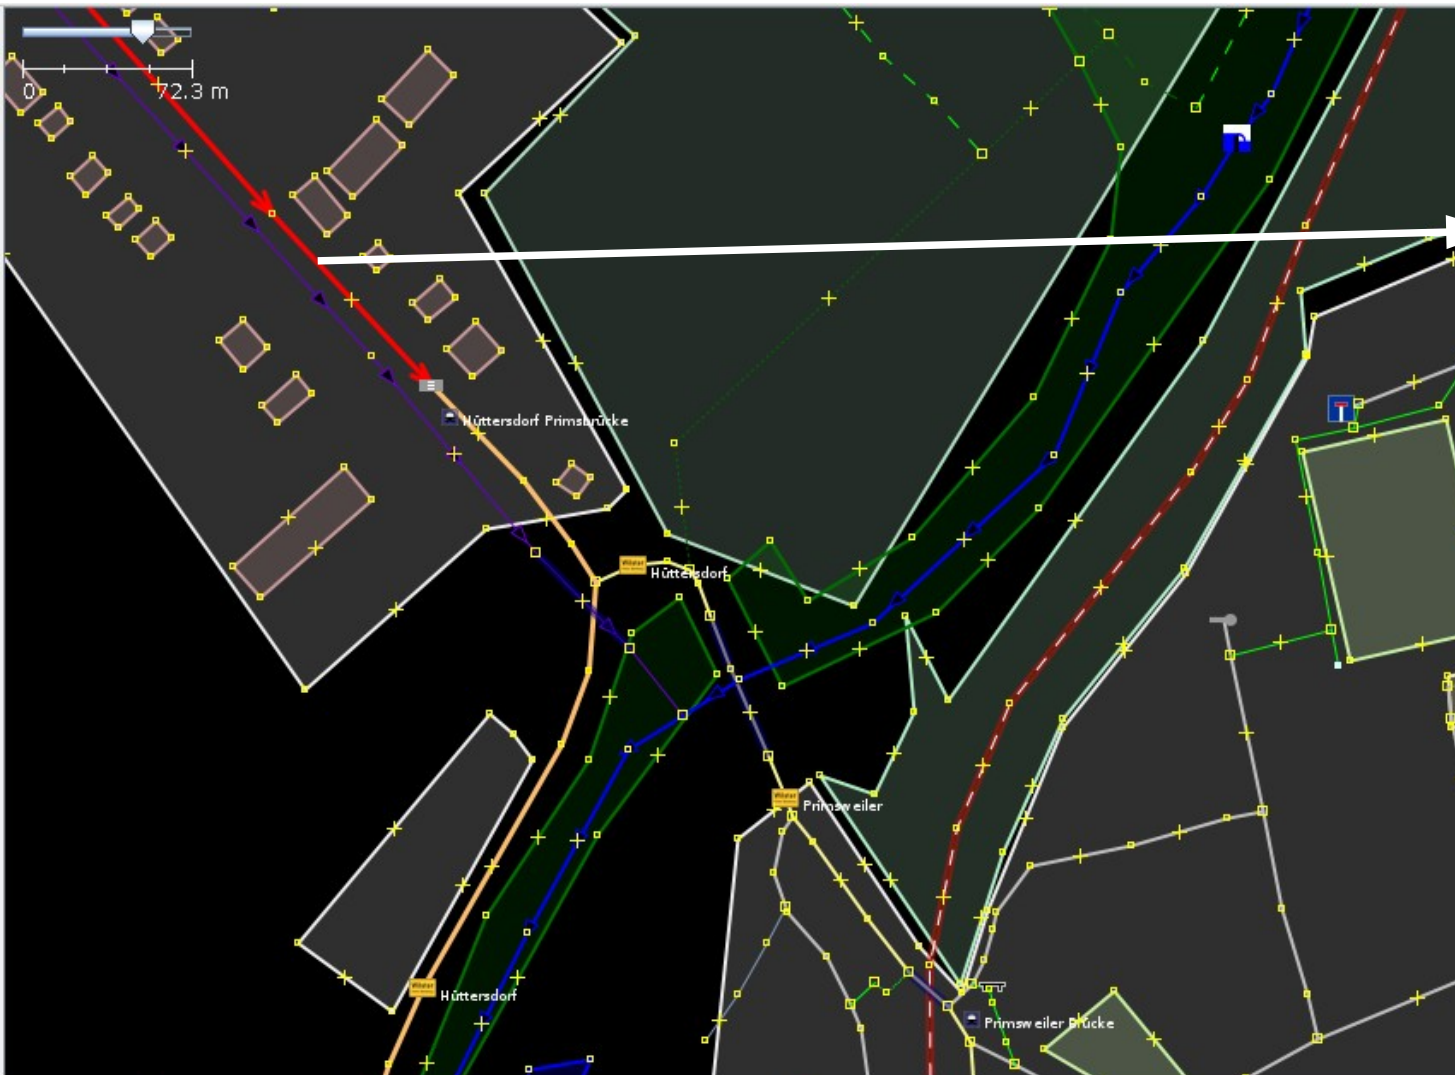 0 72.3 m
Hüttersdorf Primsbrücke
Hüttersdorf
Primsweiler
Hüttersdorf
Primsweiler Brücke